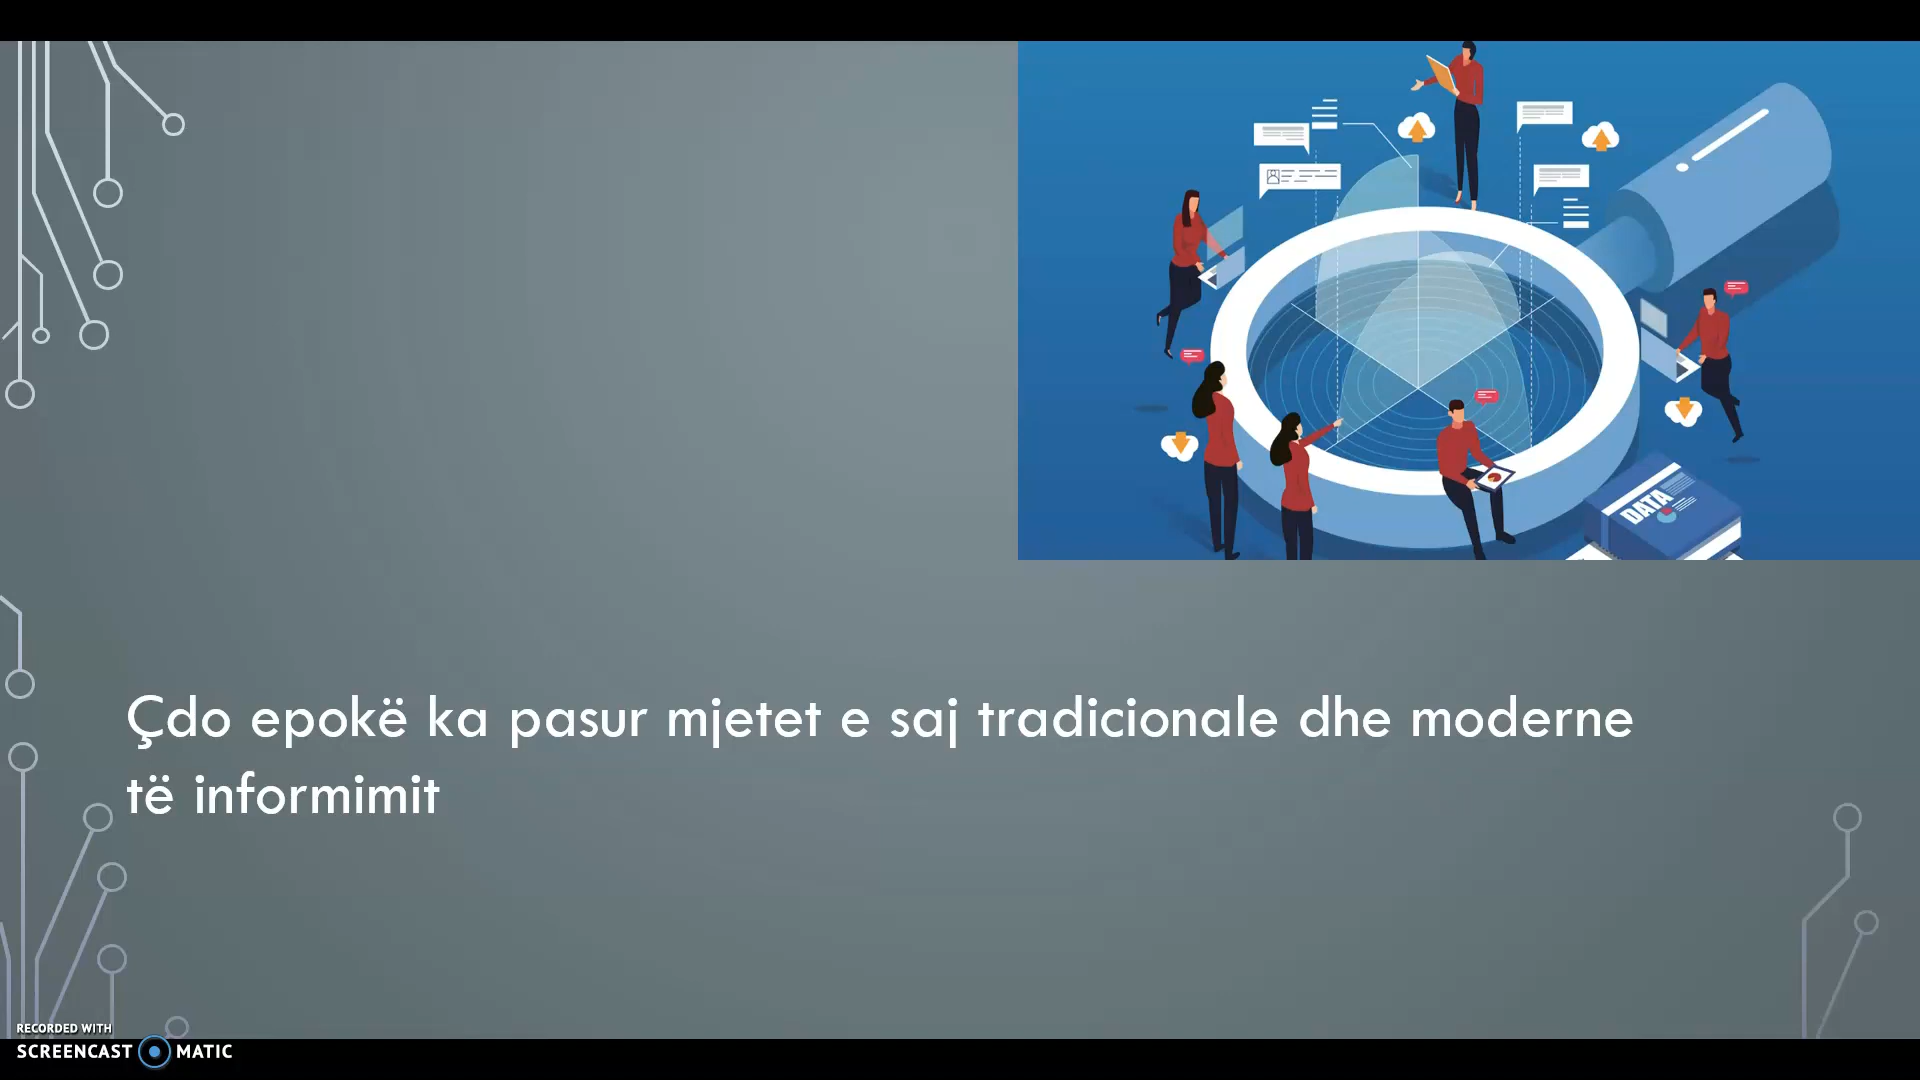 DATA
Çdo epokë ka pasur mjetet e saj tradicionale dhe moderne
të informimit
RECORDED WITH
SCREENCAST MATIC